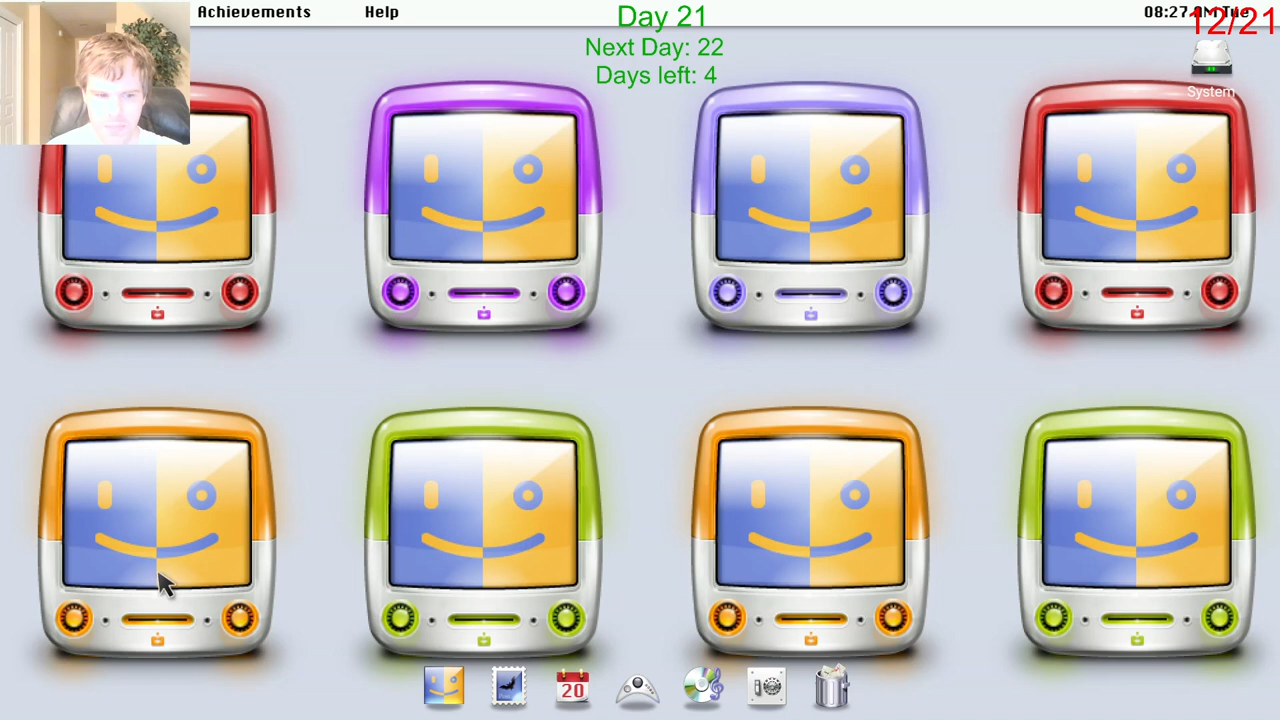 Achievements Help
Day 21
Next Day: 22
Days left: 4
12/21
System
20